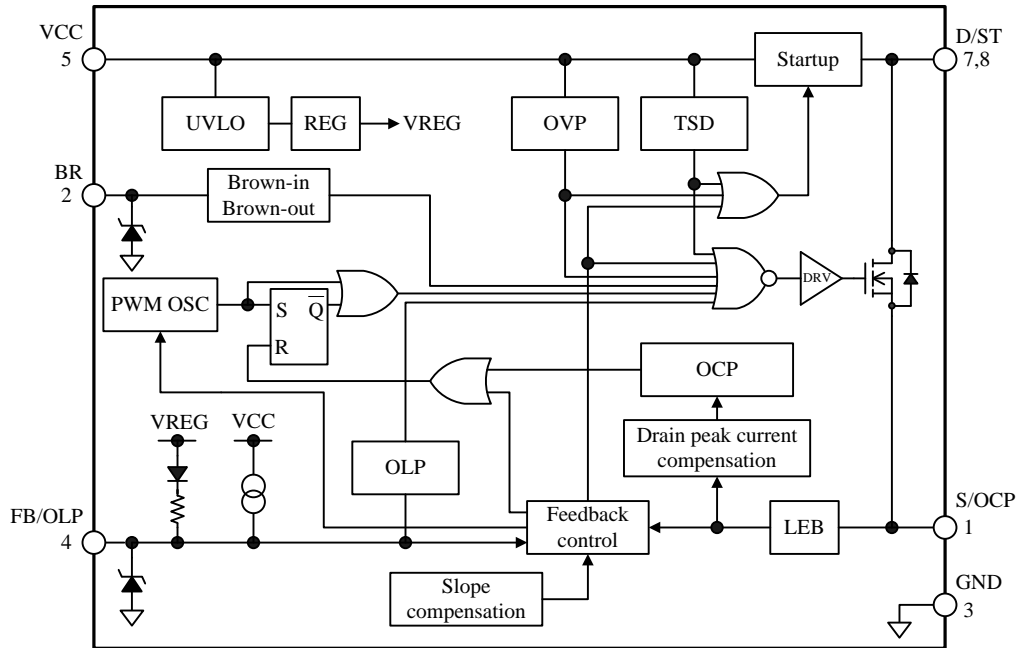 VCC
5
D/ST
7,8
Startup
UVLO
REG
VREG
OVP
TSD
BR
2
Brown-in
Brown-out
PWM OSC
S
Q
R
DRV
OCP
VREG
VCC
OLP
Drain peak current
compensation
FB/OLP
4
Feedback
control
LEB
S/OCP
1
Slope
compensation
GND
3